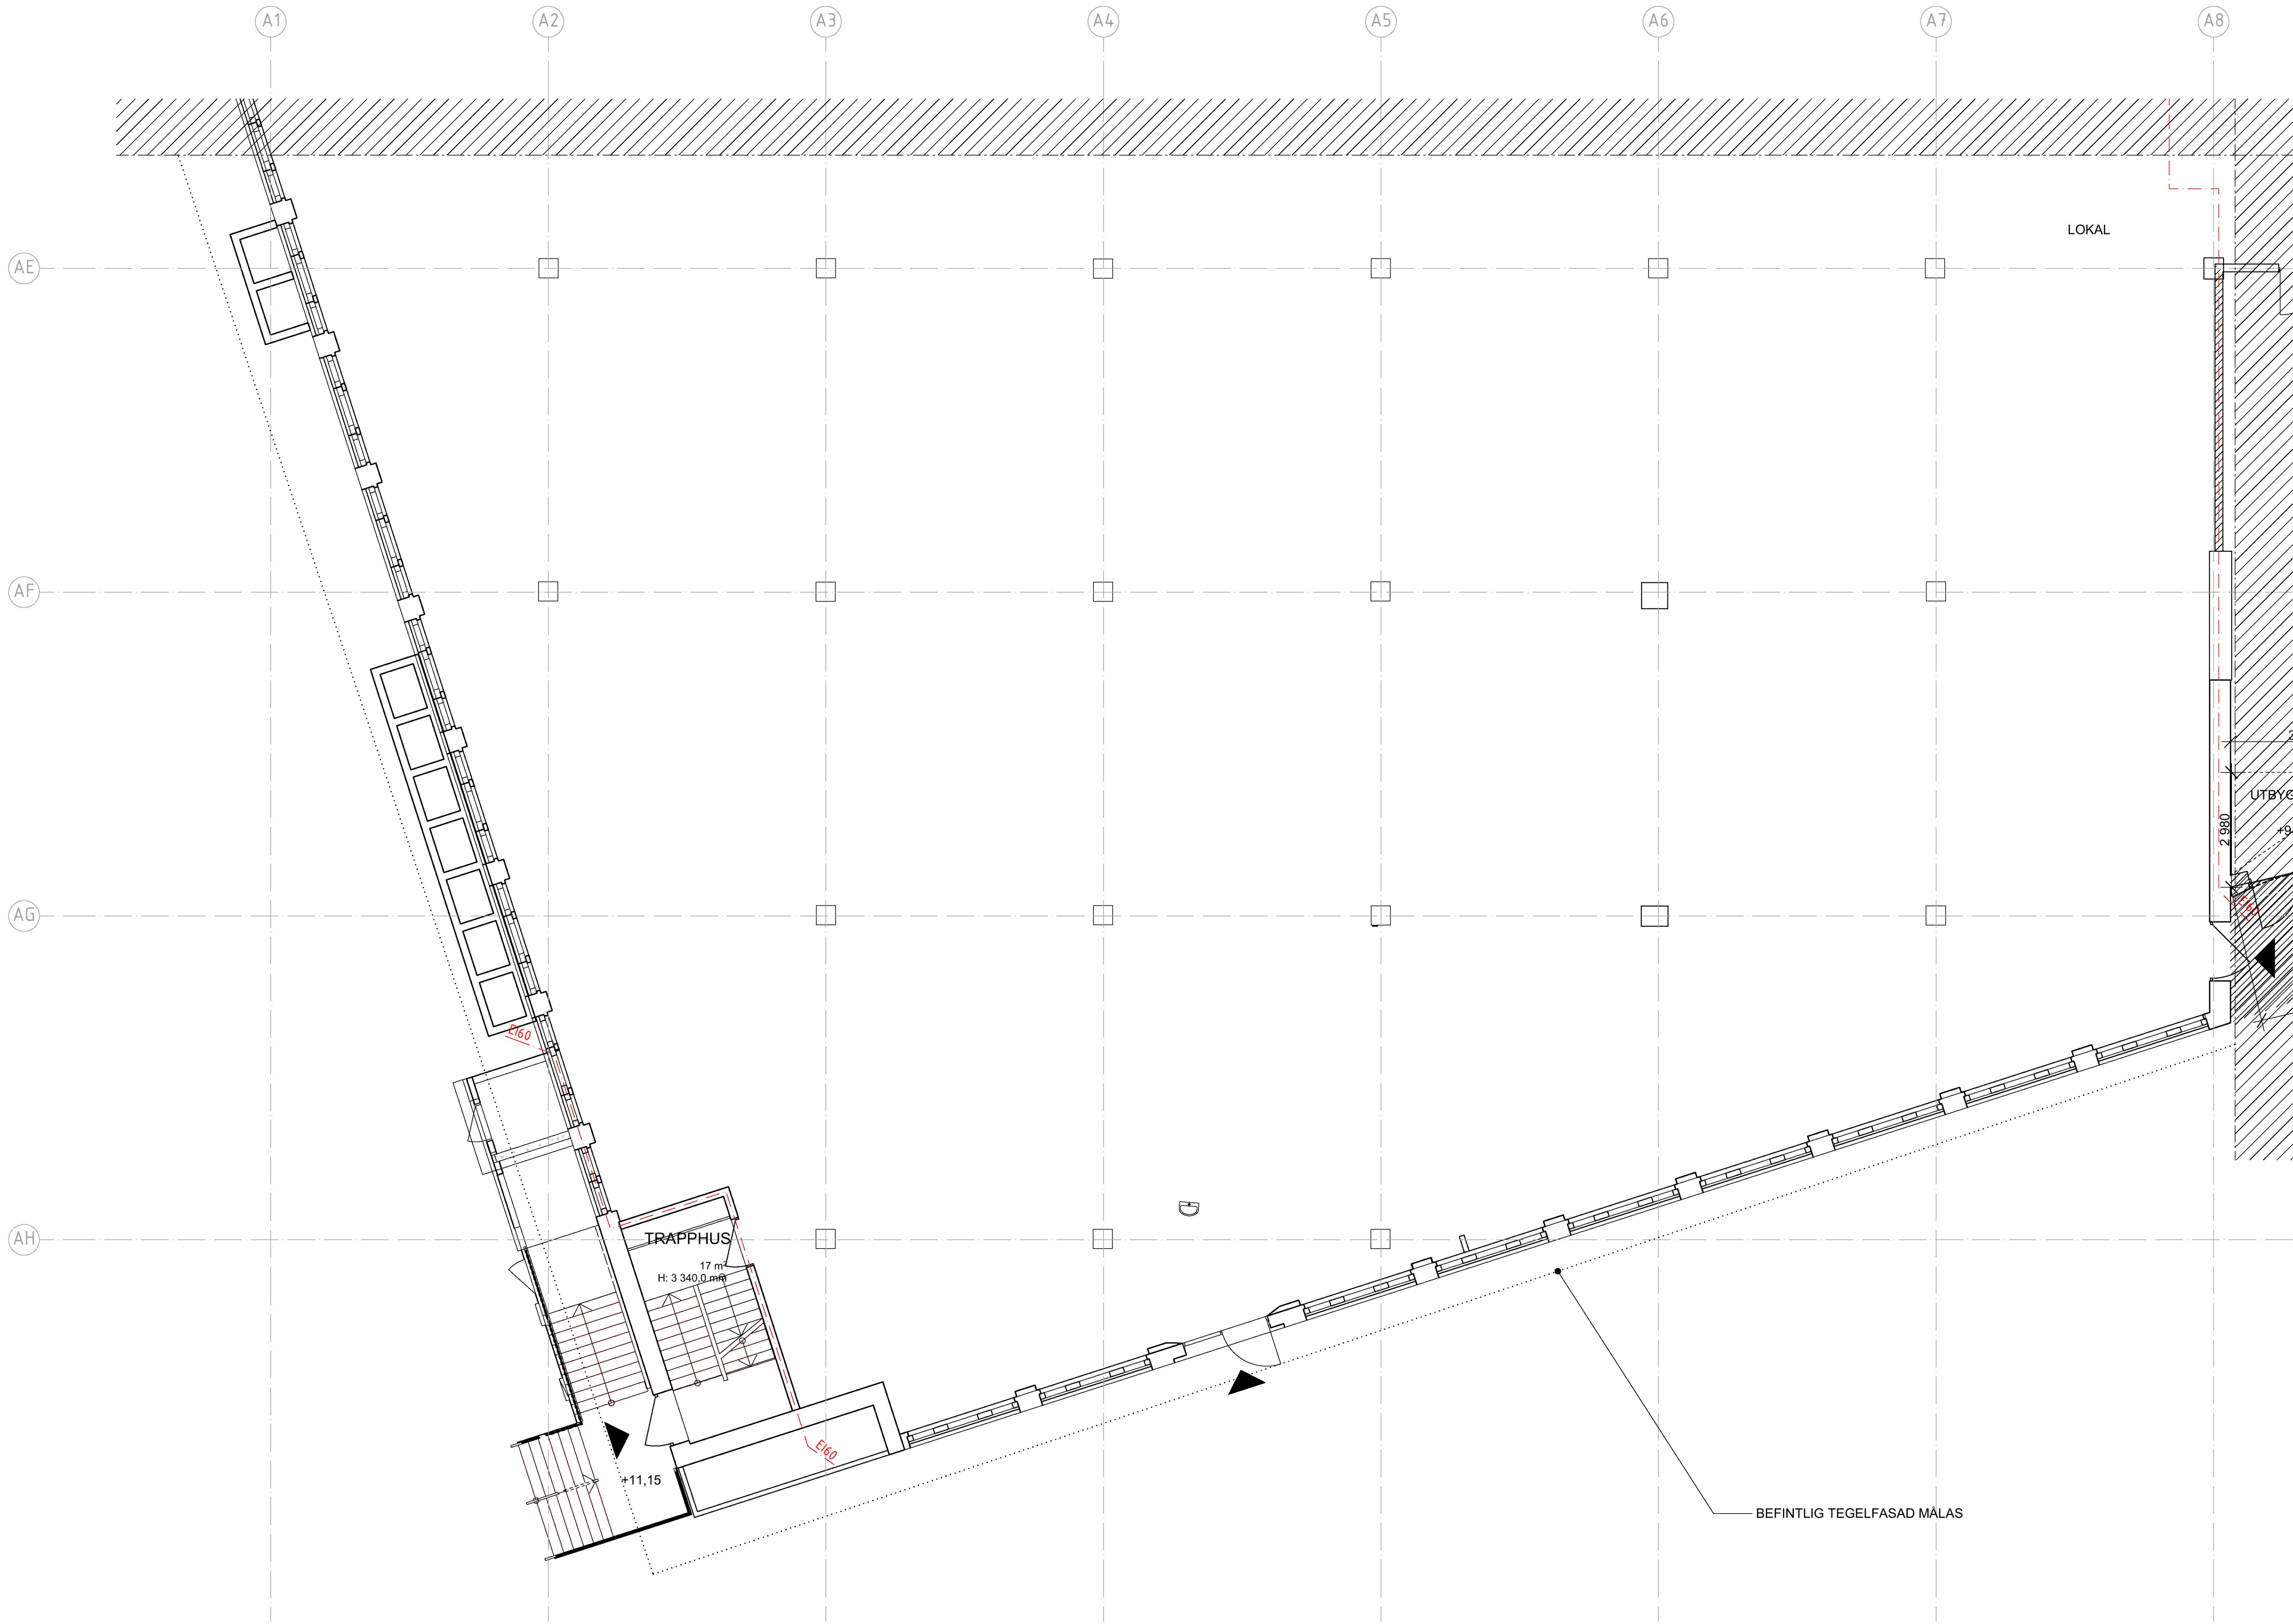 A1 A2 A3 A4 A5 A6 A7 A8
LOKAL
AE
AF
2 980
AG
EI60
EI60
AH
TRAPPHUS
17 m²
H: 3 340,0 mm
EI60
+11,15
BEFINTLIG TEGELFASAD MÅLAS